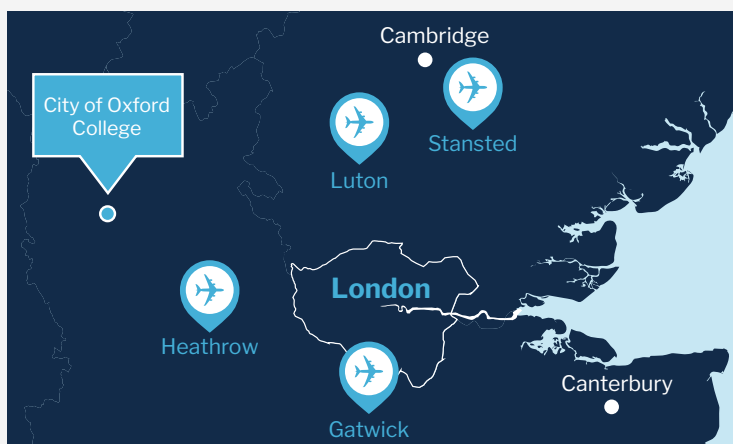 Cambridge
City of Oxford
College
Stansted
Luton
London
Heathrow
Canterbury
Gatwick